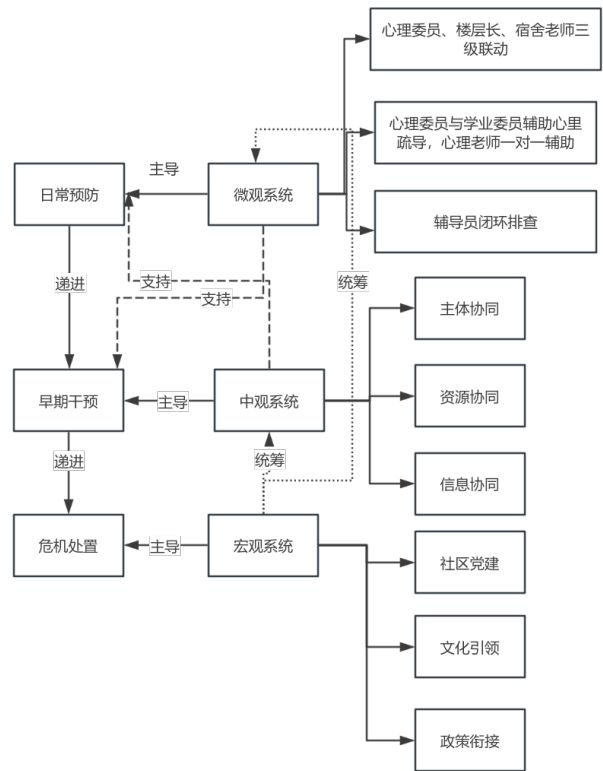 心理委员、楼层长、宿舍老师三
级联动
心理委员与学业委员辅助心里
疏导，心理老师一对一辅助
主导
日常预防
微观系统
辅导员闭环排查
递进
支持
统筹
支持
主体协同
早期干预
主导
中观系统
资源协同
递进
统筹
信息协同
危机处置
主导
宏观系统
社区党建
文化引领
政策衔接